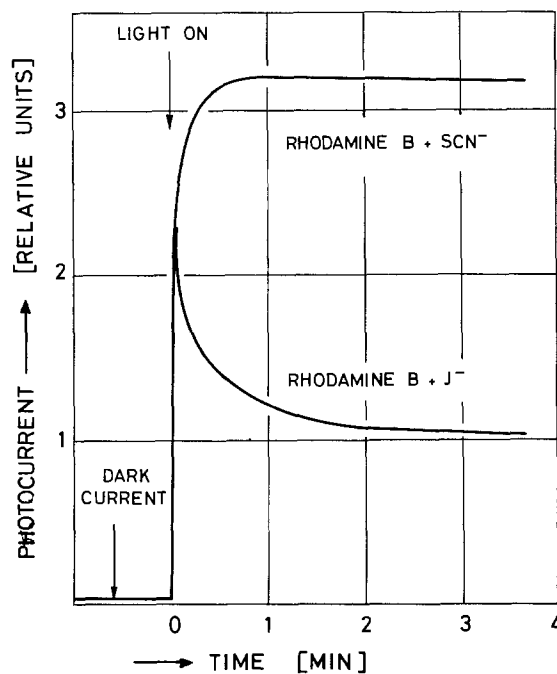 LIGHT ON
3
RHODAMINE B + SCN⁻
2
RHODAMINE B + J⁻
1
DARK
CURRENT
0 1 2 3 4
TIME [MIN]
PHOTOCURRENT [RELATIVE UNITS]